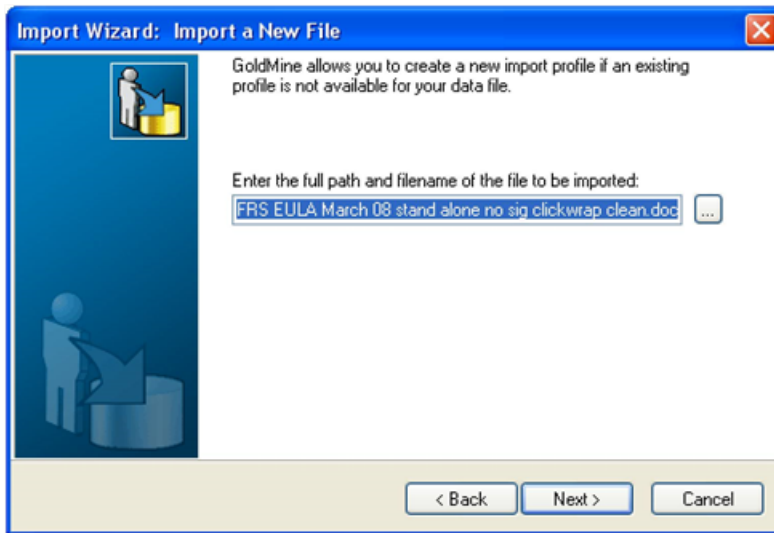 Import Wizard:  Import a New File
GoldMine allows you to create a new import profile if an existing
profile is not available for your data file.
Enter the full path and filename of the file to be imported:
FRS EULA March 08 stand alone no sig clickwrap clean.doc
...
< Back
Next >
Cancel